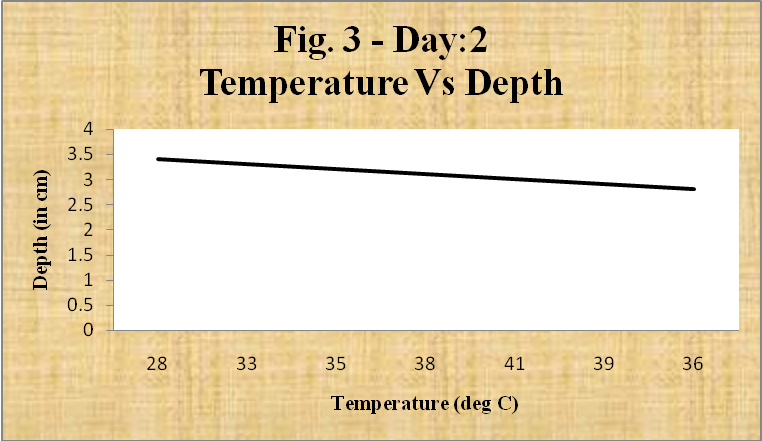 Fig. 3 - Day:2
Temperature Vs Depth
Depth (in cm)
4
3.5
3
2.5
2
1.5
1
0.5
0
28 33 35 38 41 39 36
Temperature (deg C)